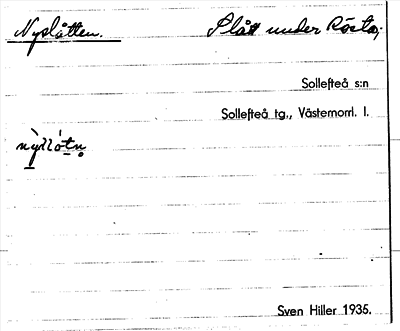 Nyslåtten. Slått under Rösta;
Sollefteå s:n
Sollefteå tg., Västernorrl. l.
Sven Hiller 1935.